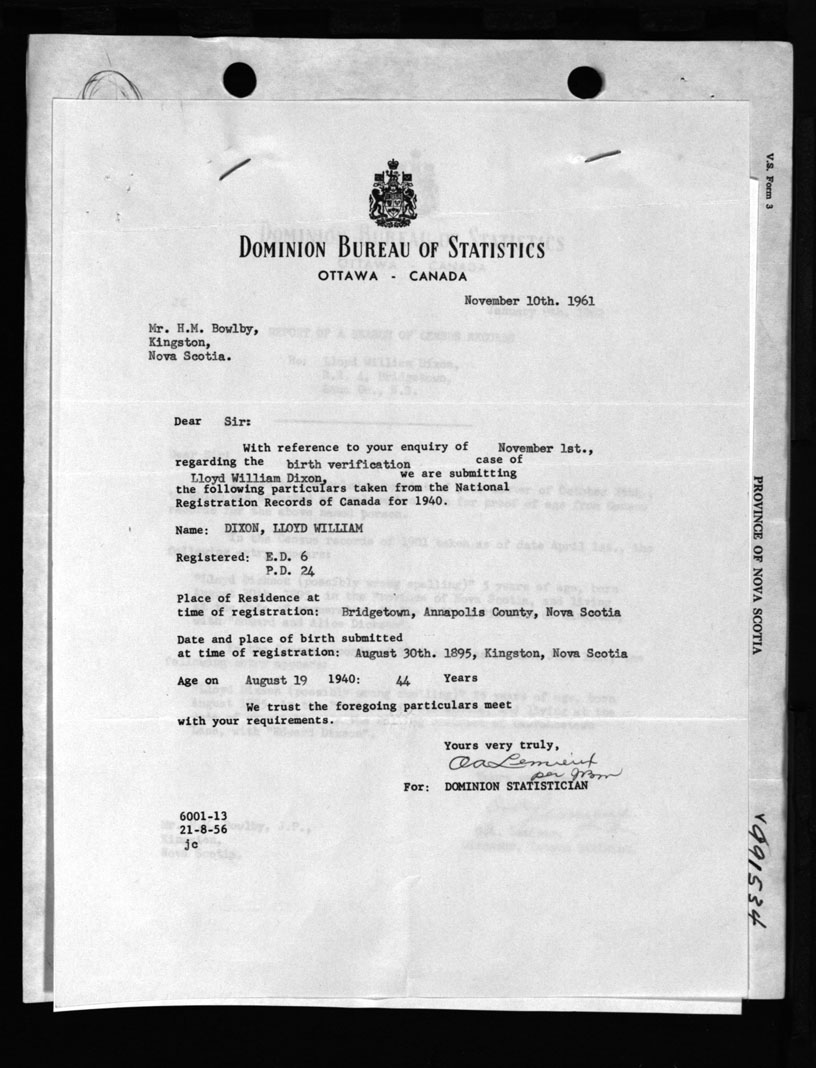 DOMINION BUREAU OF STATISTICS
OTTAWA - CANADA
November 10th. 1961
Mr. H.M. Bowlby,
Kingston,
Nova Scotia.
Dear Sir:
With reference to your enquiry of November 1st.,
regarding the birth verification case of
Lloyd William Dixon, we are submitting
the following particulars taken from the National
Registration Records of Canada for 1940.
Name: DIXON, LLOYD WILLIAM
Registered: E.D. 6
P.D. 24
Place of Residence at
time of registration: Bridgetown, Annapolis County, Nova Scotia
Date and place of birth submitted
at time of registration: August 30th. 1895, Kingston, Nova Scotia
Age on August 19 1940: 44 Years
We trust the foregoing particulars meet
with your requirements.
Yours very truly,
For: DOMINION STATISTICIAN
6001-13
21-8-56
jc
V.S. Form 3
PROVINCE OF NOVA SCOTIA